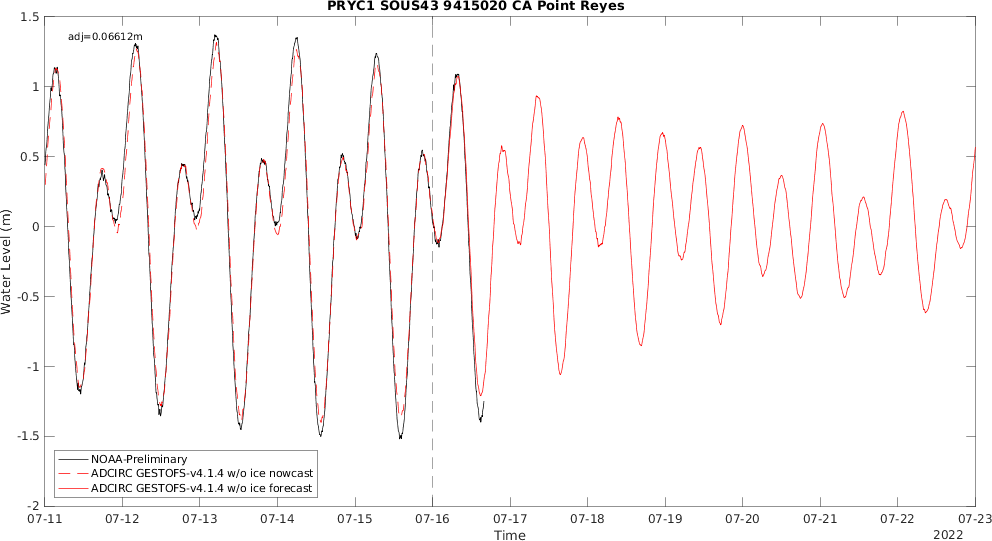 PRYC1 SOUS43 9415020 CA Point Reyes
adj=0.06612m
1.5
1
0.5
0
-0.5
-1
-1.5
-2
Water Level (m)
NOAA-Preliminary
ADCIRC GESTOFS-v4.1.4 w/o ice nowcast
ADCIRC GESTOFS-v4.1.4 w/o ice forecast
07-11 07-12 07-13 07-14 07-15 07-16 07-17 07-18 07-19 07-20 07-21 07-22 07-23
Time
2022